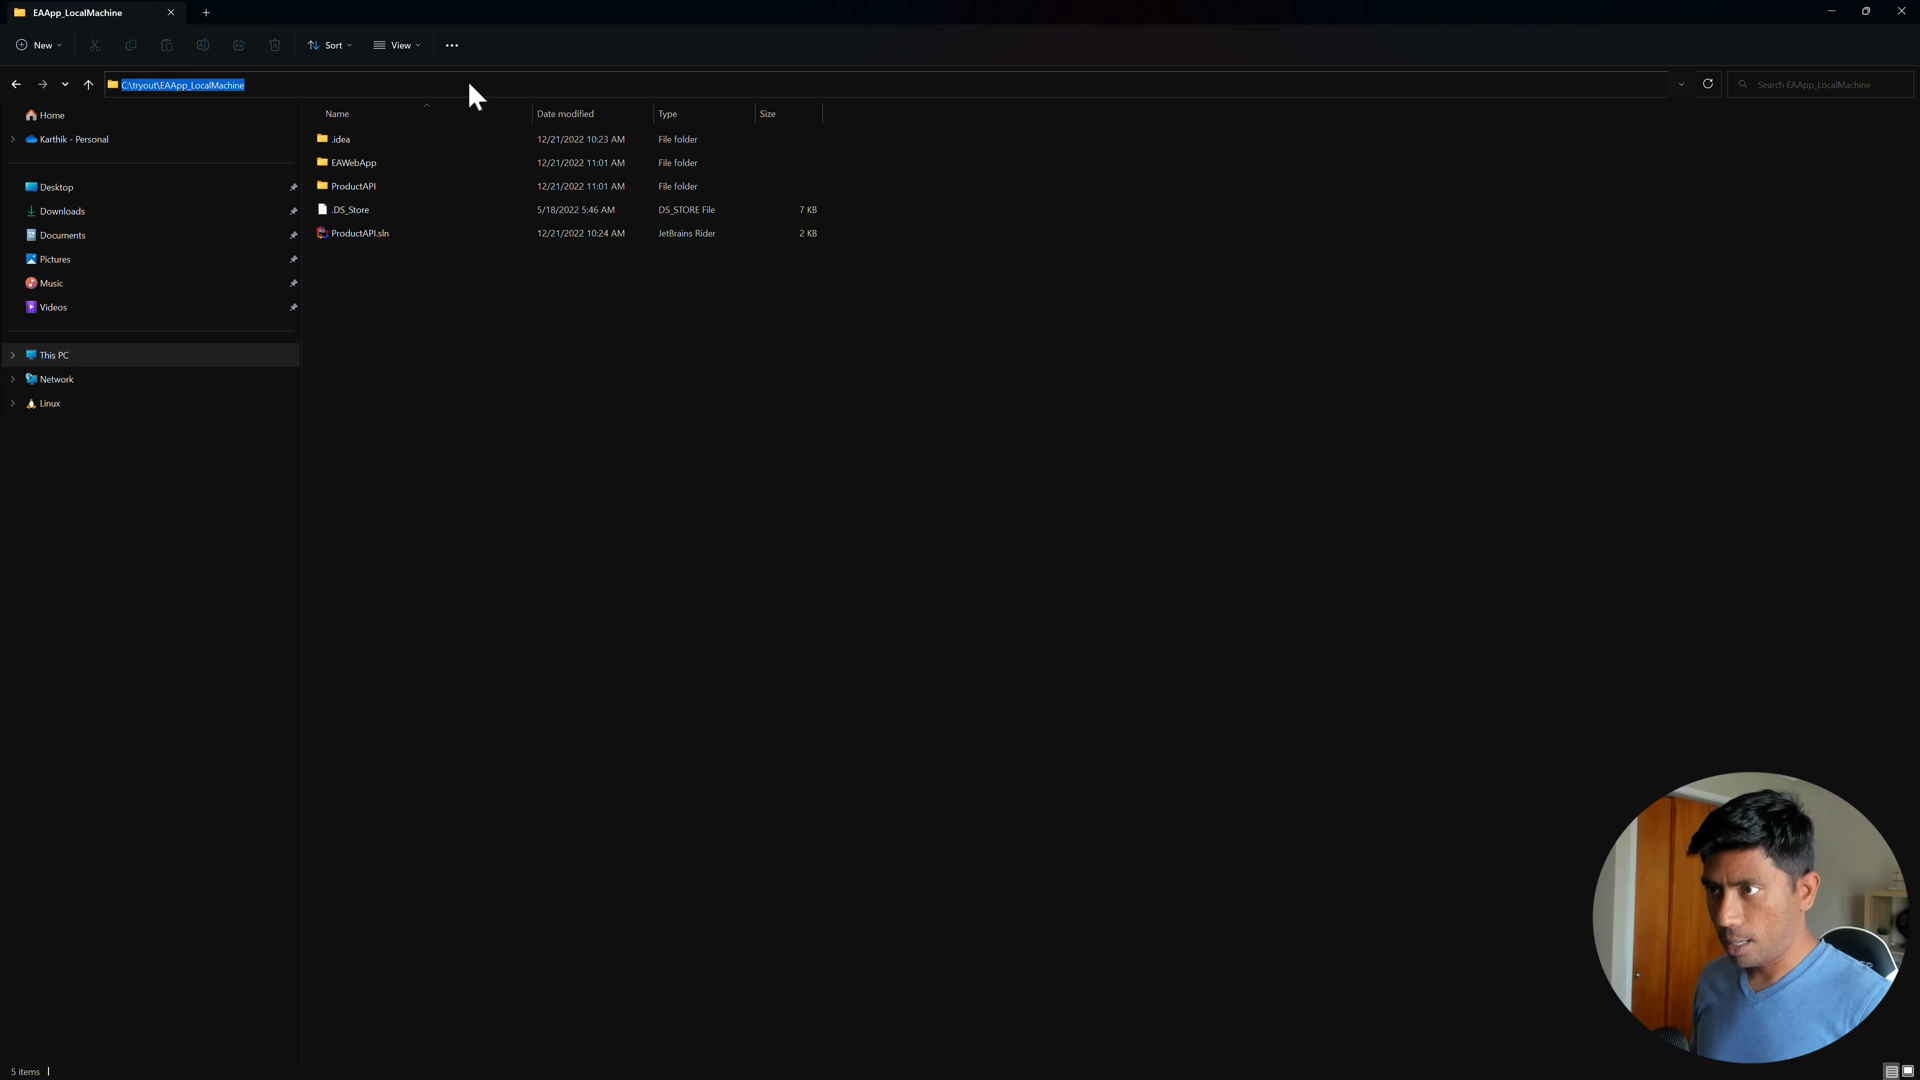 EAApp_LocalMachine
New
Sort
View
C:\tryout\EAApp_LocalMachine
Search EAApp_LocalMachine
Home
Karthik - Personal
Desktop
Downloads
Documents
Pictures
Music
Videos
This PC
Network
Linux
Name Date modified Type Size
.idea 12/21/2022 10:23 AM File folder
EAWebApp 12/21/2022 11:01 AM File folder
ProductAPI 12/21/2022 11:01 AM File folder
.DS_Store 5/18/2022 5:46 AM DS_STORE File 7 KB
ProductAPI.sln 12/21/2022 10:24 AM JetBrains Rider 2 KB
5 items